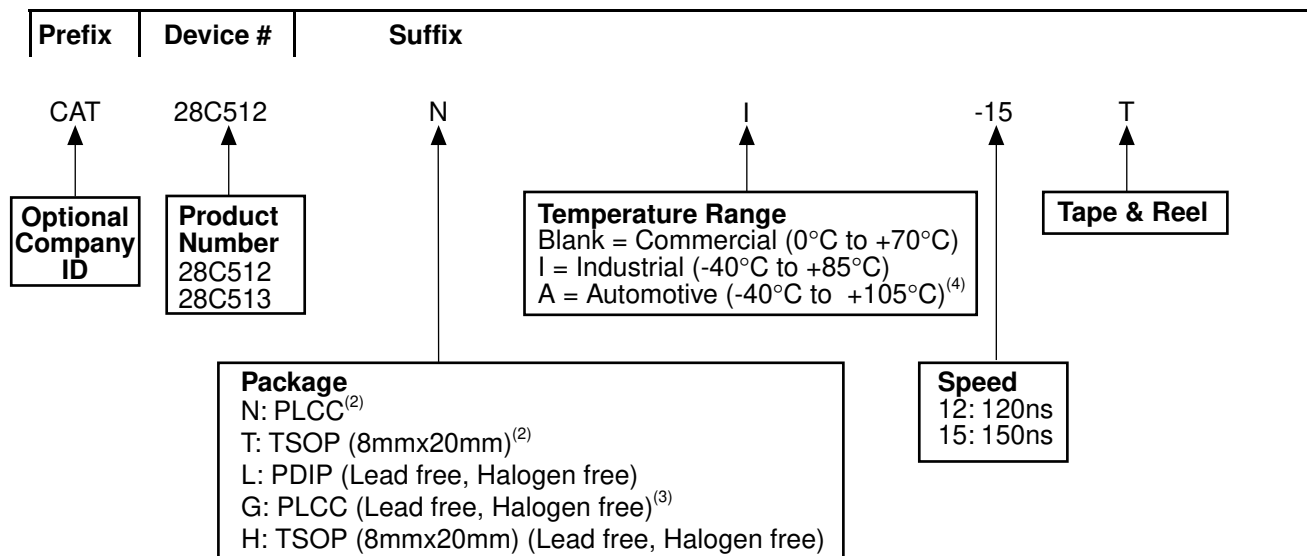 Prefix Device # Suffix
CAT 28C512 N I -15 T
Optional
Company
ID
Product
Number
28C512
28C513
Temperature Range
Blank = Commercial (0°C to +70°C)
I = Industrial (-40°C to +85°C)
A = Automotive (-40°C to +105°C)(4)
Tape & Reel
Package
N: PLCC(2)
T: TSOP (8mmx20mm)(2)
L: PDIP (Lead free, Halogen free)
G: PLCC (Lead free, Halogen free)(3)
H: TSOP (8mmx20mm) (Lead free, Halogen free)
Speed
12: 120ns
15: 150ns